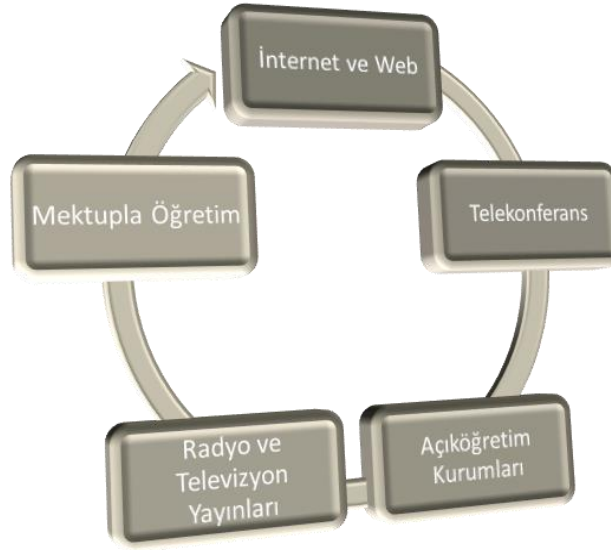 İnternet ve Web
Telekonferans
Açıköğretim
Kurumları
Radyo ve
Televizyon
Yayınları
Mektupla Öğretim